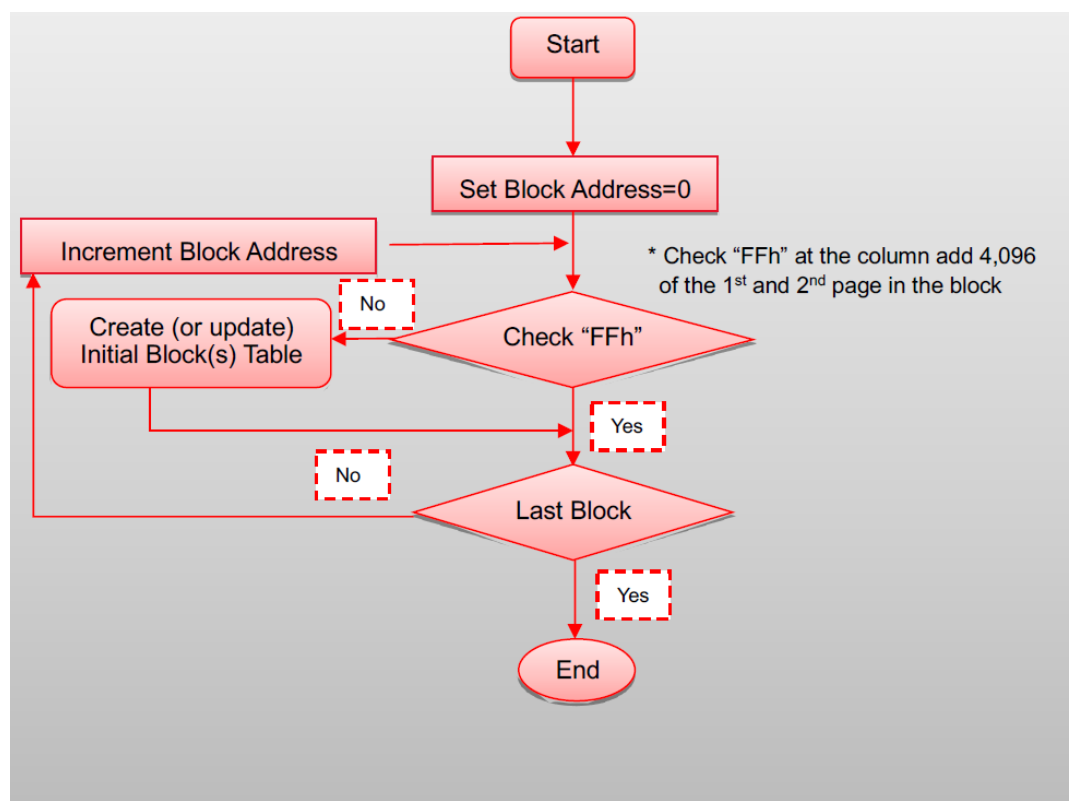 Start
Set Block Address=0
Increment Block Address
* Check “FFh” at the column add 4,096
of the 1st and 2nd page in the block
No
Create (or update)
Initial Block(s) Table
Check “FFh”
Yes
No
Last Block
Yes
End